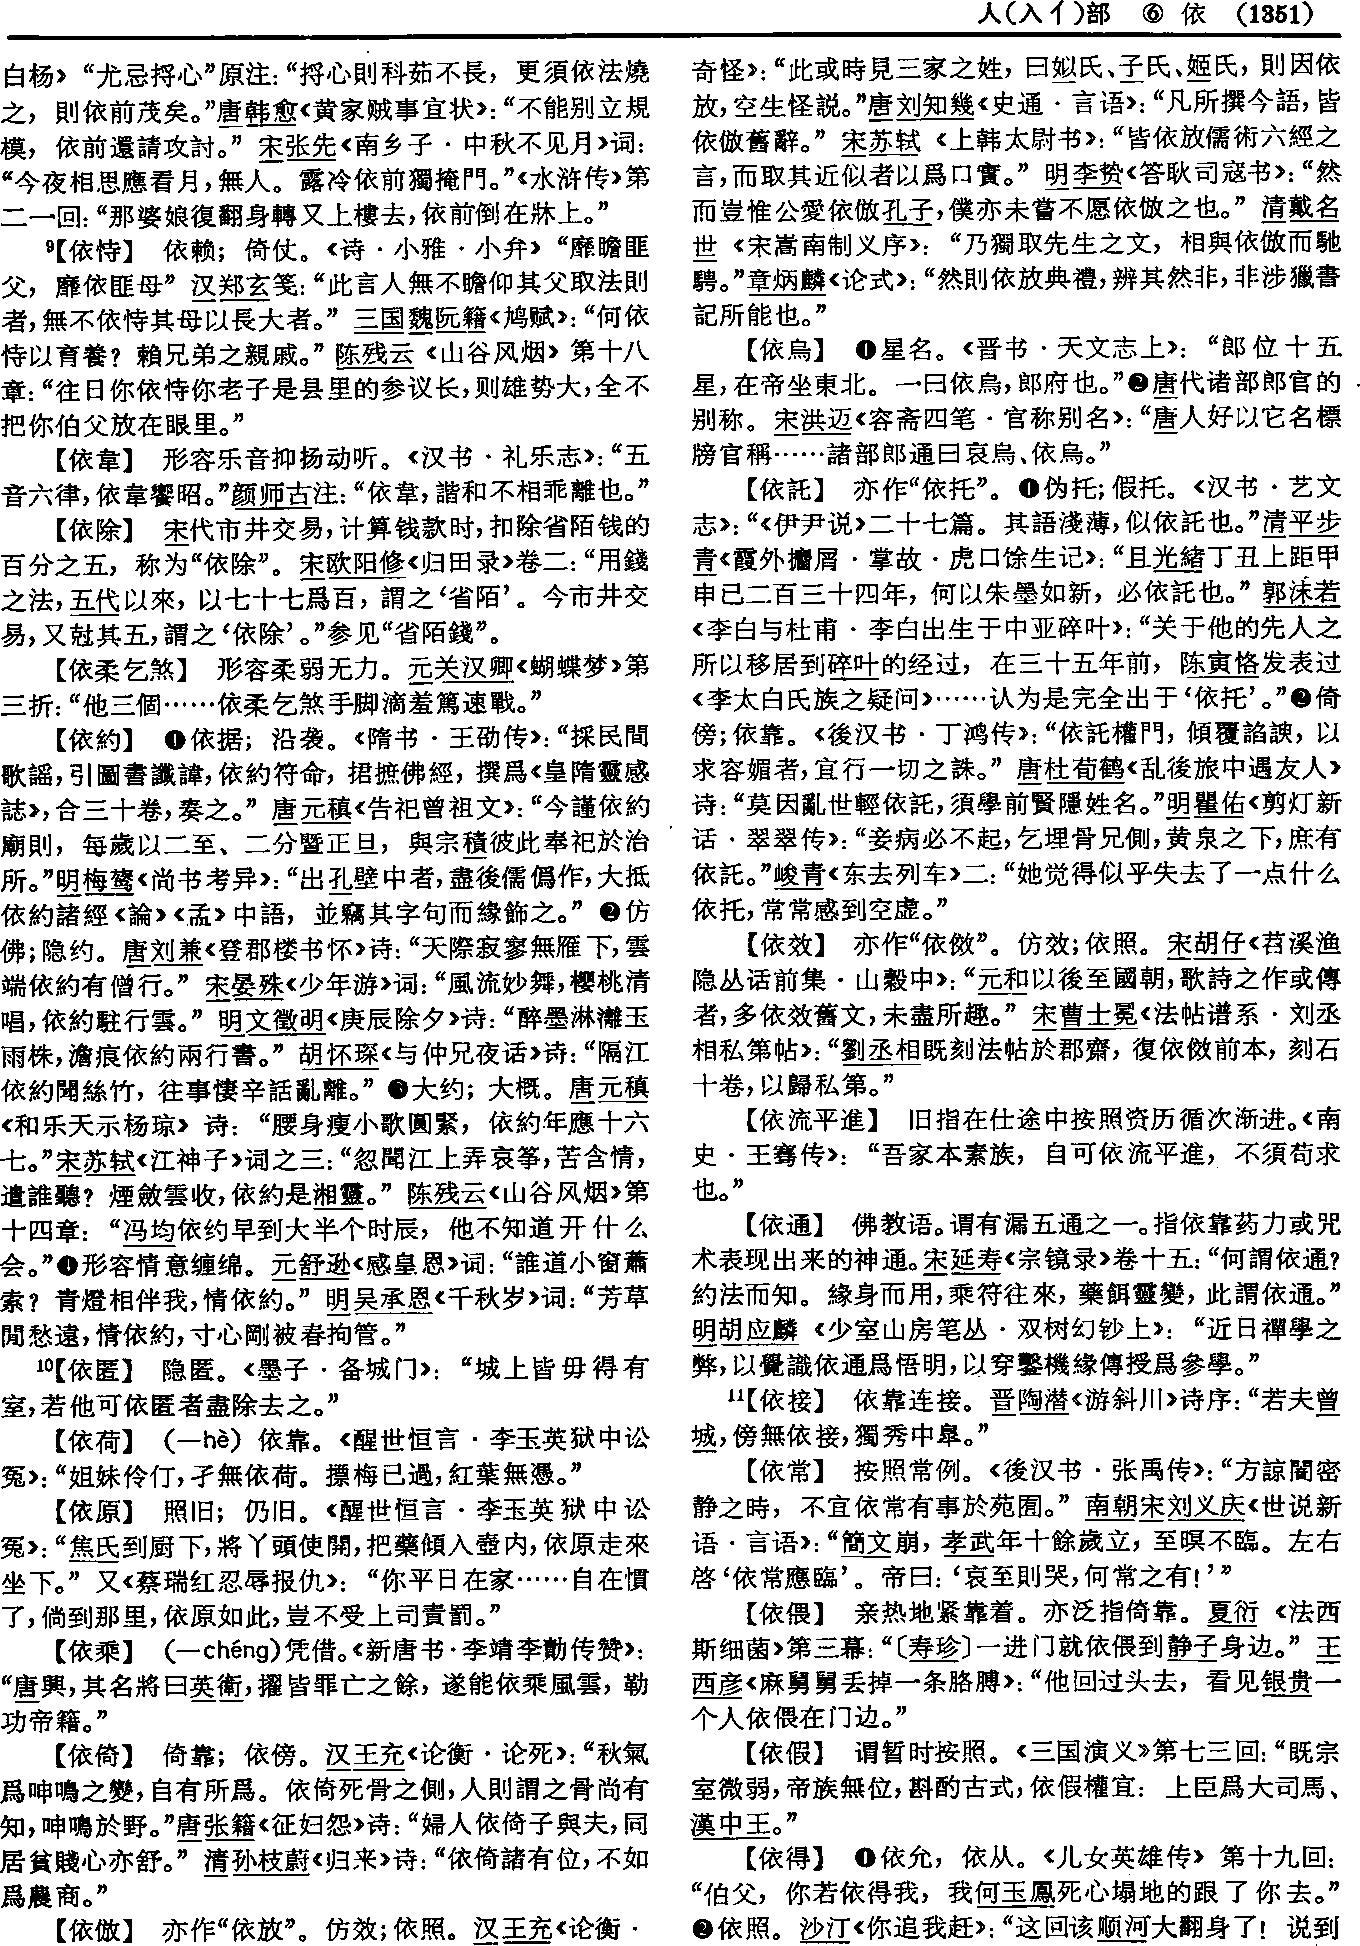 人(入亻)部 ⑥ 依 (1351)
白杨》“尤忌捋心”原注：“捋心則科茹不長，更須依法燒
之，則依前茂矣。”唐韩愈《黄家贼事宜状》：“不能别立規
模，依前還請攻討。” 宋张先《南乡子·中秋不见月》词：
“今夜相思應看月，無人。露冷依前獨掩門。”《水浒传》第
二一回：“那婆娘復翻身轉又上樓去，依前倒在牀上。”
⁹【依恃】 依赖；倚仗。《诗·小雅·小弁》“靡瞻匪
父，靡依匪母” 汉郑玄笺：“此言人無不瞻仰其父取法則
者，無不依恃其母以長大者。” 三国魏阮籍《鸠赋》：“何依
恃以育養？賴兄弟之親戚。” 陈残云《山谷风烟》第十八
章：“往日你依恃你老子是县里的参议长，则雄势大，全不
把你伯父放在眼里。”
【依韋】 形容乐音抑扬动听。《汉书·礼乐志》：“五
音六律，依韋饗昭。”颜师古注：“依韋，諧和不相乖離也。”
【依除】 宋代市井交易，计算钱款时，扣除省陌钱的
百分之五，称为“依除”。宋欧阳修《归田录》卷二：“用錢
之法，五代以來，以七十七爲百，謂之‘省陌’。今市井交
易，又尅其五，謂之‘依除’。”参见“省陌錢”。
【依柔乞煞】 形容柔弱无力。元关汉卿《蝴蝶梦》第
三折：“他三個……依柔乞煞手脚滴羞篤速戰。”
【依約】 ❶依据；沿袭。《隋书·王劭传》：“採民間
歌謡，引圖書讖諱，依約符命，捃摭佛經，撰爲《皇隋靈感
誌》，合三十卷，奏之。” 唐元稹《告祀曾祖文》：“今謹依約
廟則，每歲以二至、二分暨正旦，與宗積彼此奉祀於治
所。”明梅鷟《尚书考异》：“出孔壁中者，盡後儒僞作，大抵
依約諸經《論》《孟》中語，並竊其字句而緣飾之。” ❷仿
佛；隐约。唐刘兼《登郡楼书怀》诗：“天際寂寥無雁下，雲
端依約有僧行。” 宋晏殊《少年游》词：“風流妙舞，櫻桃清
唱，依約駐行雲。” 明文徵明《庚辰除夕》诗：“醉墨淋灕玉
雨株，澹痕依約兩行書。” 胡怀琛《与仲兄夜话》诗：“隔江
依約聞絲竹，往事悽辛話亂離。” ❸大约；大概。唐元稹
《和乐天示杨琼》诗：“腰身瘦小歌圓緊，依約年應十六
七。”宋苏轼《江神子》词之三：“忽聞江上弄哀筝，苦含情，
遣誰聽？煙斂雲收，依約是湘靈。” 陈残云《山谷风烟》第
十四章：“冯均依约早到大半个时辰，他不知道开什么
会。”❹形容情意缠绵。元舒逊《感皇恩》词：“誰道小窗蕭
索？青燈相伴我，情依約。” 明吴承恩《千秋岁》词：“芳草
閒愁遠，情依約，寸心剛被春拘管。”
¹⁰【依匿】 隐匿。《墨子·备城门》：“城上皆毋得有
室，若他可依匿者盡除去之。”
【依荷】 (—hè) 依靠。《醒世恒言·李玉英狱中讼
冤》：“姐妹伶仃，孑無依荷。摽梅已過，紅葉無憑。”
【依原】 照旧；仍旧。《醒世恒言·李玉英狱中讼
冤》：“焦氏到厨下，將丫頭使開，把藥傾入壺内，依原走來
坐下。” 又《蔡瑞红忍辱报仇》：“你平日在家……自在慣
了，倘到那里，依原如此，豈不受上司責罰。”
【依乘】 (—chéng)凭借。《新唐书·李靖李勣传赞》：
“唐興，其名將曰英衛，擢皆罪亡之餘，遂能依乘風雲，勒
功帝籍。”
【依倚】 倚靠；依傍。汉王充《论衡·论死》：“秋氣
爲呻鳴之變，自有所爲。依倚死骨之側，人則謂之骨尚有
知，呻鳴於野。”唐张籍《征妇怨》诗：“婦人依倚子與夫，同
居貧賤心亦舒。” 清孙枝蔚《归来》诗：“依倚諸有位，不如
爲農商。”
【依倣】 亦作“依放”。仿效；依照。汉王充《论衡·
奇怪》：“此或時見三家之姓，曰姒氏、子氏、姬氏，則因依
放，空生怪説。”唐刘知幾《史通·言语》：“凡所撰今語，皆
依倣舊辭。” 宋苏轼《上韩太尉书》：“皆依放儒術六經之
言，而取其近似者以爲口實。” 明李贽《答耿司寇书》：“然
而豈惟公愛依倣孔子，僕亦未嘗不愿依倣之也。” 清戴名
世《宋嵩南制义序》：“乃獨取先生之文，相與依倣而馳
騁。”章炳麟《论式》：“然則依放典禮，辨其然非，非涉獵書
記所能也。”
【依烏】 ❶星名。《晋书·天文志上》：“郎位十五
星，在帝坐東北。一曰依烏，郎府也。”❷唐代诸部郎官的
别称。宋洪迈《容斋四笔·官称别名》：“唐人好以它名標
牓官稱……諸部郎通曰哀烏、依烏。”
【依託】 亦作“依托”。❶伪托；假托。《汉书·艺文
志》：“《伊尹说》二十七篇。其語淺薄，似依託也。”清平步
青《霞外攟屑·掌故·虎口馀生记》：“且光緒丁丑上距甲
申已二百三十四年，何以朱墨如新，必依託也。” 郭沫若
《李白与杜甫·李白出生于中亚碎叶》：“关于他的先人之
所以移居到碎叶的经过，在三十五年前，陈寅恪发表过
《李太白氏族之疑问》……认为是完全出于‘依托’。”❷倚
傍；依靠。《後汉书·丁鸿传》：“依託權門，傾覆諂諛，以
求容媚者，宜行一切之誅。” 唐杜荀鹤《乱後旅中遇友人》
诗：“莫因亂世輕依託，須學前賢隱姓名。”明瞿佑《剪灯新
话·翠翠传》：“妾病必不起，乞埋骨兄側，黄泉之下，庶有
依託。”峻青《东去列车》二：“她觉得似乎失去了一点什么
依托，常常感到空虚。”
【依效】 亦作“依傚”。仿效；依照。宋胡仔《苕溪渔
隐丛话前集·山穀中》：“元和以後至國朝，歌詩之作或傳
者，多依效舊文，未盡所趣。” 宋曹士冕《法帖谱系·刘丞
相私第帖》：“劉丞相既刻法帖於郡齋，復依傚前本，刻石
十卷，以歸私第。”
【依流平進】 旧指在仕途中按照资历循次渐进。《南
史·王骞传》：“吾家本素族，自可依流平進，不須苟求
也。”
【依通】 佛教语。谓有漏五通之一。指依靠药力或咒
术表现出来的神通。宋延寿《宗镜录》卷十五：“何謂依通？
約法而知。緣身而用，乘符往來，藥餌靈變，此謂依通。”
明胡应麟《少室山房笔丛·双树幻钞上》：“近日禪學之
弊，以覺識依通爲悟明，以穿鑿機緣傳授爲參學。”
¹¹【依接】 依靠连接。晋陶潜《游斜川》诗序：“若夫曾
城，傍無依接，獨秀中臯。”
【依常】 按照常例。《後汉书·张禹传》：“方諒闇密
静之時，不宜依常有事於苑囿。” 南朝宋刘义庆《世说新
语·言语》：“簡文崩，孝武年十餘歲立，至暝不臨。左右
啓‘依常應臨’。帝曰：‘哀至則哭，何常之有！’”
【依偎】 亲热地紧靠着。亦泛指倚靠。夏衍《法西
斯细菌》第三幕：“〔寿珍〕一进门就依偎到静子身边。” 王
西彦《麻舅舅丢掉一条胳膊》：“他回过头去，看见银贵一
个人依偎在门边。”
【依假】 谓暂时按照。《三国演义》第七三回：“既宗
室微弱，帝族無位，斟酌古式，依假權宜：上臣爲大司馬、
漢中王。”
【依得】 ❶依允，依从。《儿女英雄传》第十九回：
“伯父，你若依得我，我何玉鳳死心塌地的跟了你去。”
❷依照。沙汀《你追我赶》：“这回该顺河大翻身了！说到